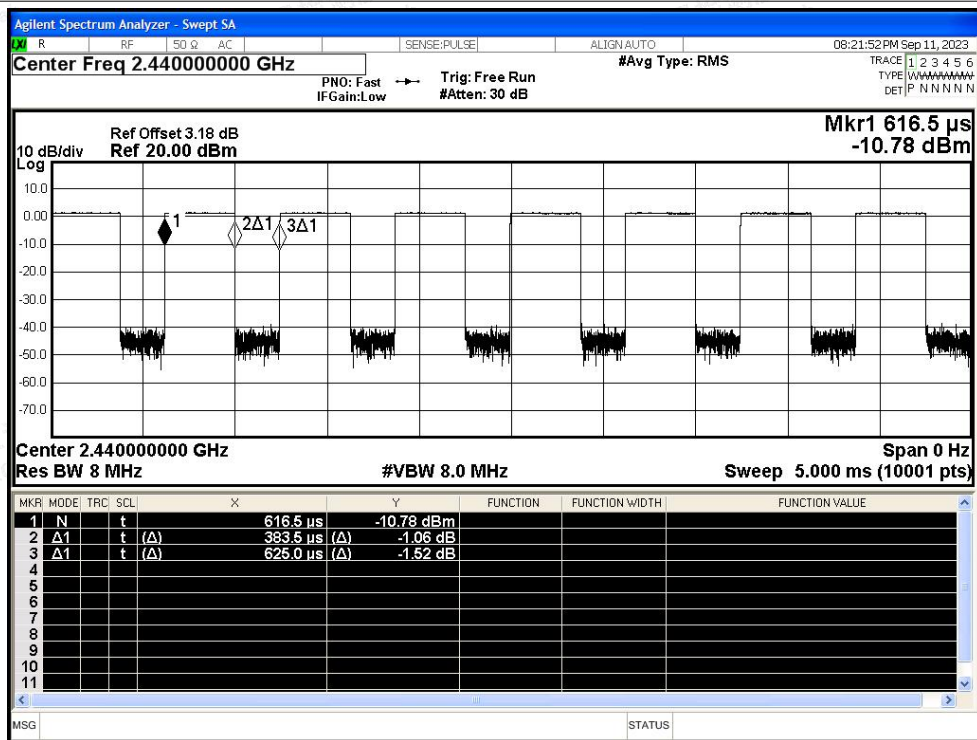 Agilent Spectrum Analyzer - Swept SA
LXI R RF 50 Ω AC SENSE:PULSE ALIGN AUTO 08:21:52 PM Sep 11, 2023
Center Freq 2.440000000 GHz #Avg Type: RMS TRACE 1 2 3 4 5 6
PNO: Fast Trig: Free Run TYPE WWWWWW
IFGain:Low #Atten: 30 dB DET P N N N N N
Mkr1 616.5 µs
Ref Offset 3.18 dB
10 dB/div Ref 20.00 dBm -10.78 dBm
Log
10.0
0.00
1 2Δ1 3Δ1
-10.0
-20.0
-30.0
-40.0
-50.0
-60.0
-70.0
Center 2.440000000 GHz Span 0 Hz
Res BW 8 MHz #VBW 8.0 MHz Sweep 5.000 ms (10001 pts)
MKR MODE TRC SCL X Y FUNCTION FUNCTION WIDTH FUNCTION VALUE
1 N t 616.5 µs -10.78 dBm
2 Δ1 t (Δ) 383.5 µs (Δ) -1.06 dB
3 Δ1 t (Δ) 625.0 µs (Δ) -1.52 dB
4
5
6
7
8
9
10
11
MSG STATUS